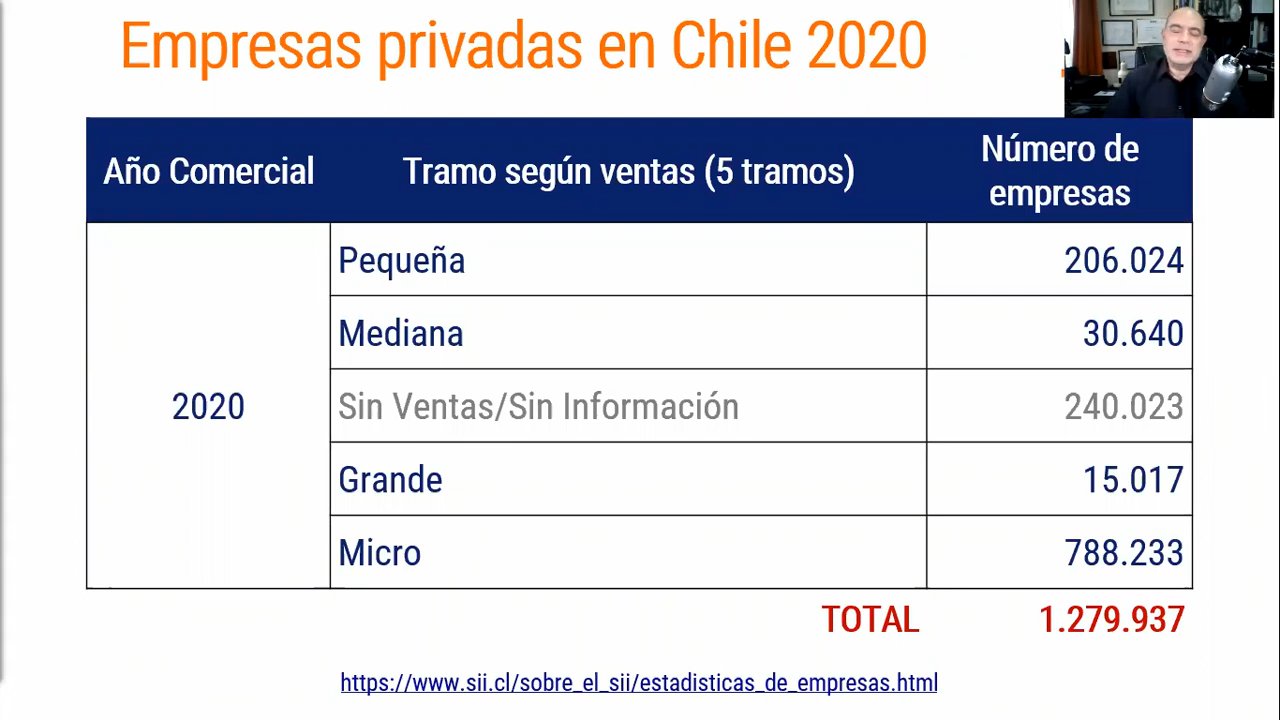 Empresas privadas en Chile 2020
Año Comercial
Tramo según ventas (5 tramos)
Número de
empresas
2020
Pequeña
206.024
Mediana
30.640
Sin Ventas/Sin Información
240.023
Grande
15.017
Micro
788.233
TOTAL
1.279.937
https://www.sii.cl/sobre_el_sii/estadisticas_de_empresas.html